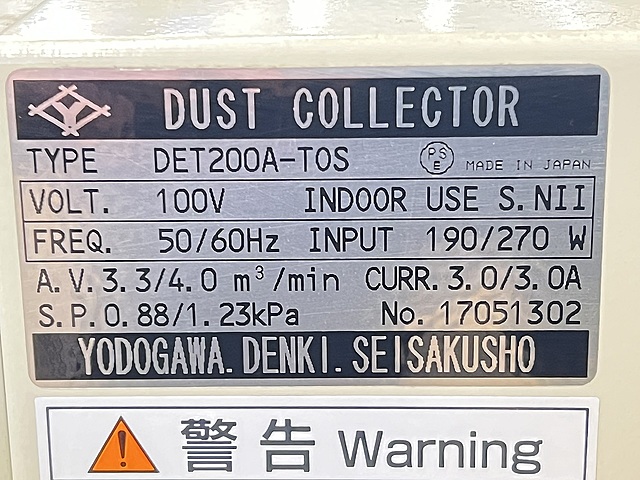 DUST COLLECTOR
TYPE DET200A-TOS PSE MADE IN JAPAN
VOLT. 100V INDOOR USE S.NII
FREQ. 50/60Hz INPUT 190/270 W
A.V.3.3/4.0 m³/min CURR.3.0/3.0A
S.P.0.88/1.23kPa No. 17051302
YODOGAWA.DENKI.SEISAKUSHO
警告 Warning